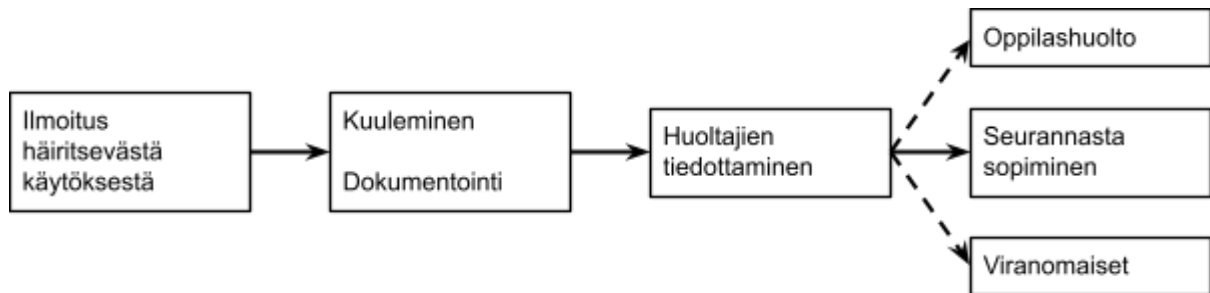 Ilmoitus
häiritsevästä
käytöksestä
Kuuleminen
Dokumentointi
Huoltajien
tiedottaminen
Oppilashuolto
Seurannasta
sopiminen
Viranomaiset